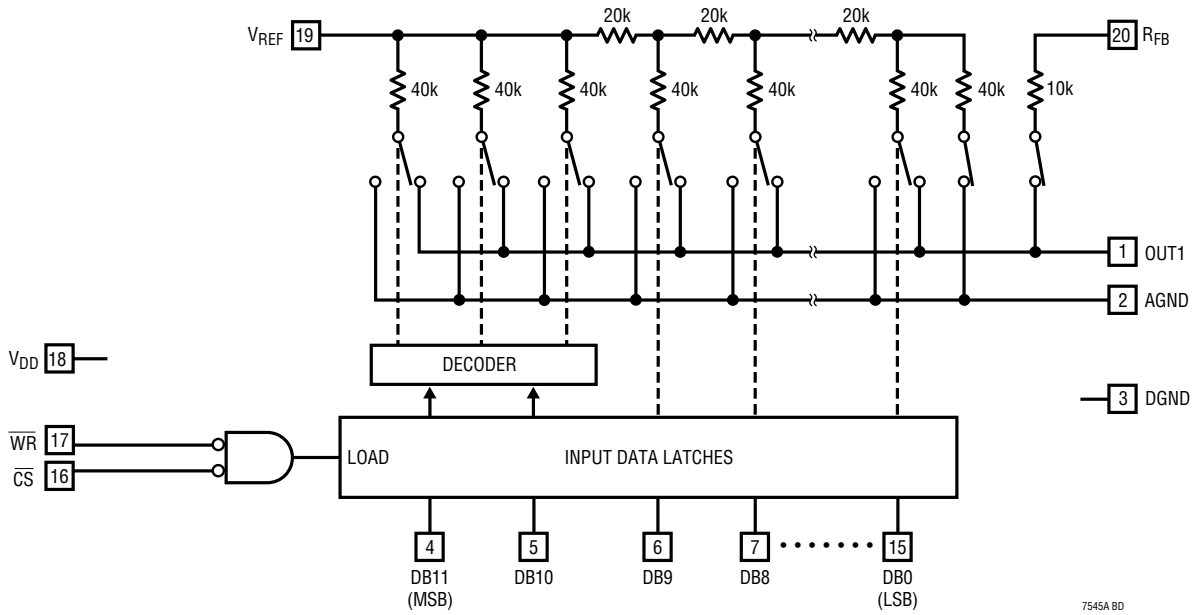 20k 20k 20k
VREF 19 20 RFB
40k 40k 40k 40k 40k 40k 40k 10k
1 OUT1
2 AGND
VDD 18 DECODER
3 DGND
WR 17
CS 16
LOAD INPUT DATA LATCHES
4 5 6 7 15
DB11 DB10 DB9 DB8 DB0
(MSB) (LSB)
7545A BD